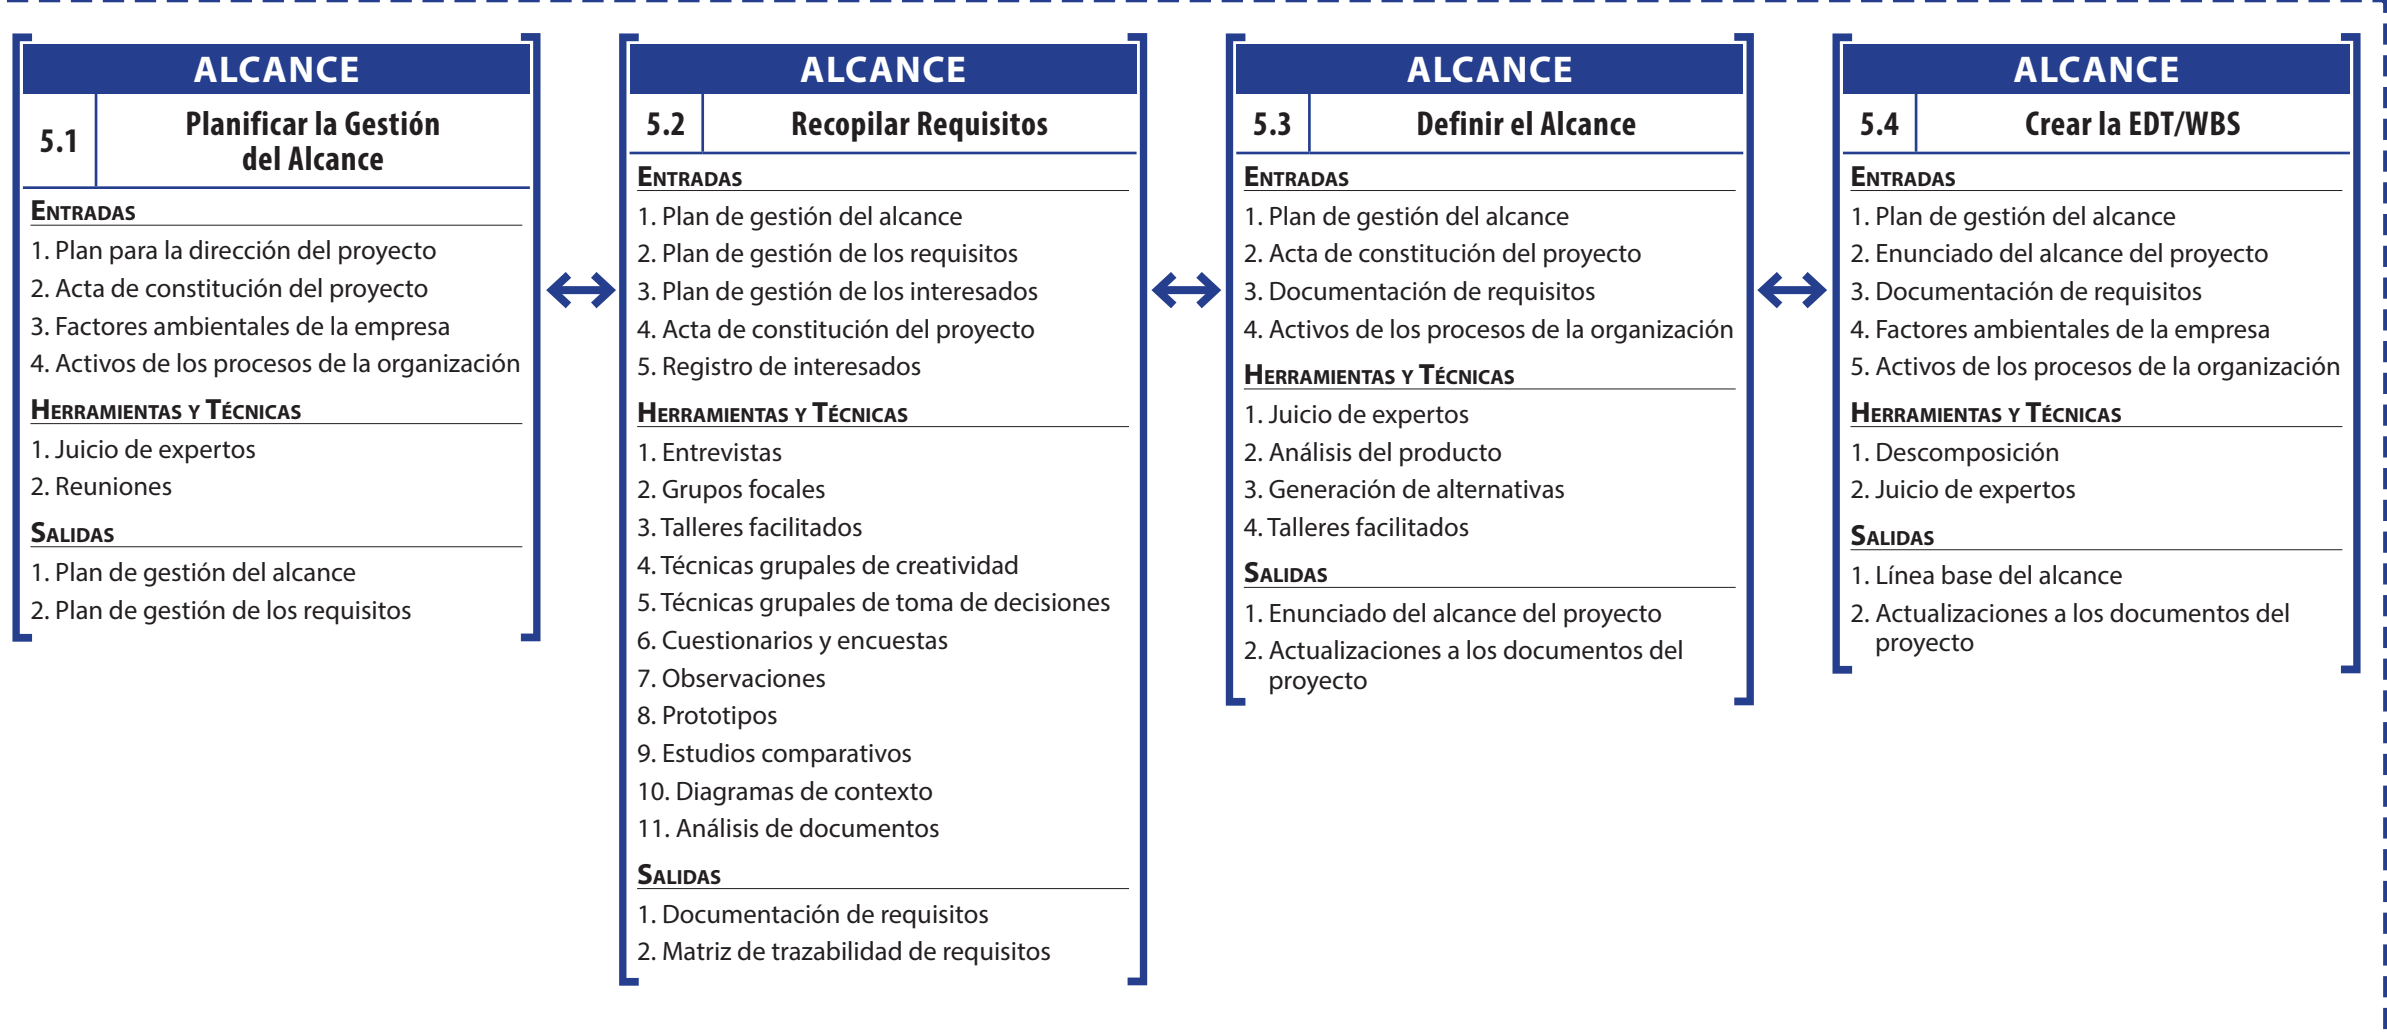 ALCANCE
5.1
Planificar la Gestión
del Alcance
ENTRADAS
1. Plan para la dirección del proyecto
2. Acta de constitución del proyecto
3. Factores ambientales de la empresa
4. Activos de los procesos de la organización
HERRAMIENTAS Y TÉCNICAS
1. Juicio de expertos
2. Reuniones
SALIDAS
1. Plan de gestión del alcance
2. Plan de gestión de los requisitos
ALCANCE
5.2
Recopilar Requisitos
ENTRADAS
1. Plan de gestión del alcance
2. Plan de gestión de los requisitos
3. Plan de gestión de los interesados
4. Acta de constitución del proyecto
5. Registro de interesados
HERRAMIENTAS Y TÉCNICAS
1. Entrevistas
2. Grupos focales
3. Talleres facilitados
4. Técnicas grupales de creatividad
5. Técnicas grupales de toma de decisiones
6. Cuestionarios y encuestas
7. Observaciones
8. Prototipos
9. Estudios comparativos
10. Diagramas de contexto
11. Análisis de documentos
SALIDAS
1. Documentación de requisitos
2. Matriz de trazabilidad de requisitos
ALCANCE
5.3
Definir el Alcance
ENTRADAS
1. Plan de gestión del alcance
2. Acta de constitución del proyecto
3. Documentación de requisitos
4. Activos de los procesos de la organización
HERRAMIENTAS Y TÉCNICAS
1. Juicio de expertos
2. Análisis del producto
3. Generación de alternativas
4. Talleres facilitados
SALIDAS
1. Enunciado del alcance del proyecto
2. Actualizaciones a los documentos del
proyecto
ALCANCE
5.4
Crear la EDT/WBS
ENTRADAS
1. Plan de gestión del alcance
2. Enunciado del alcance del proyecto
3. Documentación de requisitos
4. Factores ambientales de la empresa
5. Activos de los procesos de la organización
HERRAMIENTAS Y TÉCNICAS
1. Descomposición
2. Juicio de expertos
SALIDAS
1. Línea base del alcance
2. Actualizaciones a los documentos del
proyecto